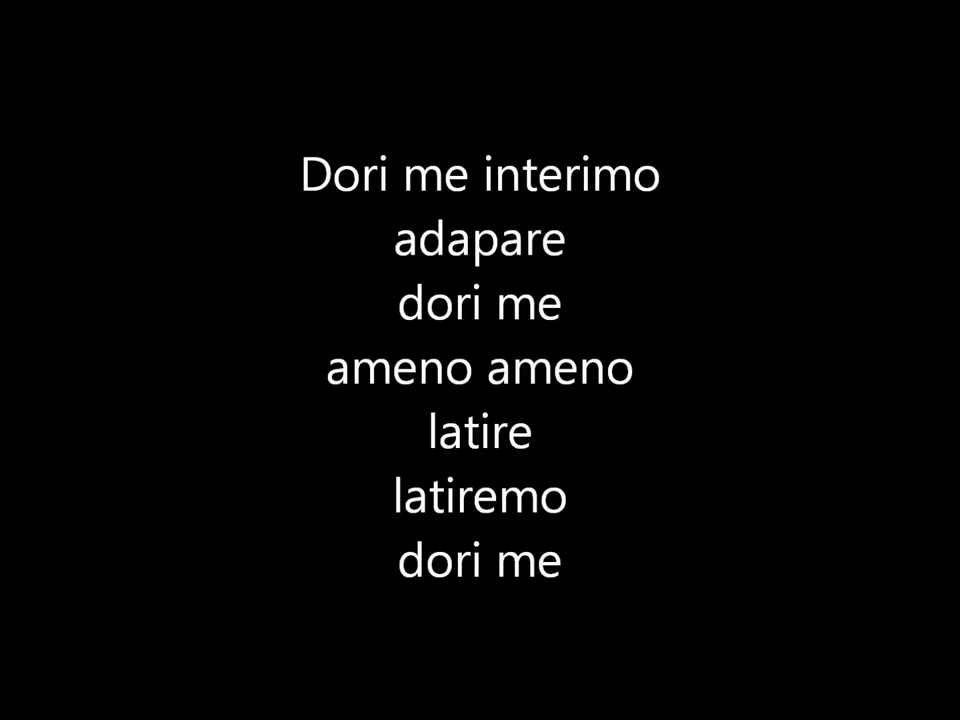 Dori me interimo
adapare
dori me
ameno ameno
latire
latiremo
dori me